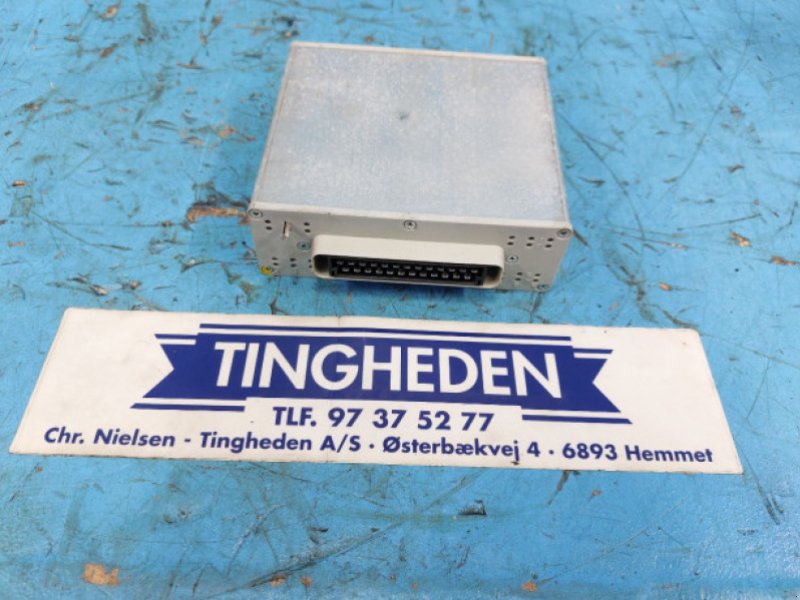 TINGHEDEN
TLF. 97 37 52 77
Chr. Nielsen - Tingheden A/S · Østerbækvej 4 · 6893 Hemmet